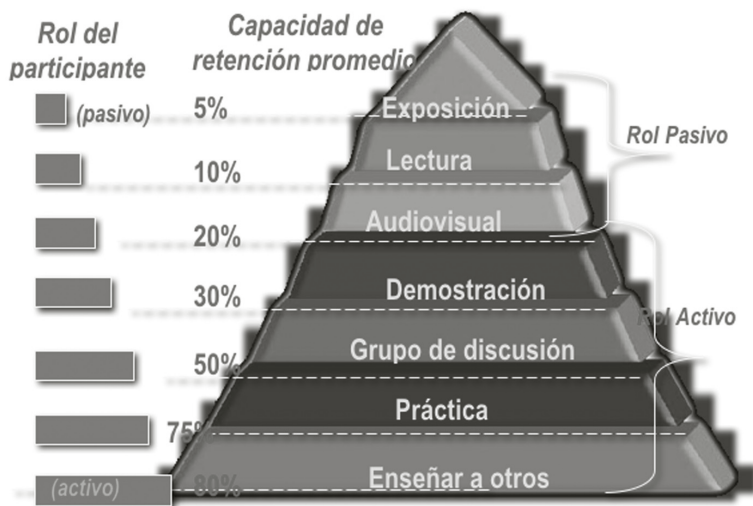 Rol del
participante
Capacidad de
retención promedio
(pasivo)
5%
Exposición
Rol Pasivo
10%
Lectura
20%
Audiovisual
30%
Demostración
Rol Activo
50%
Grupo de discusión
75%
Práctica
(activo)
80%
Enseñar a otros